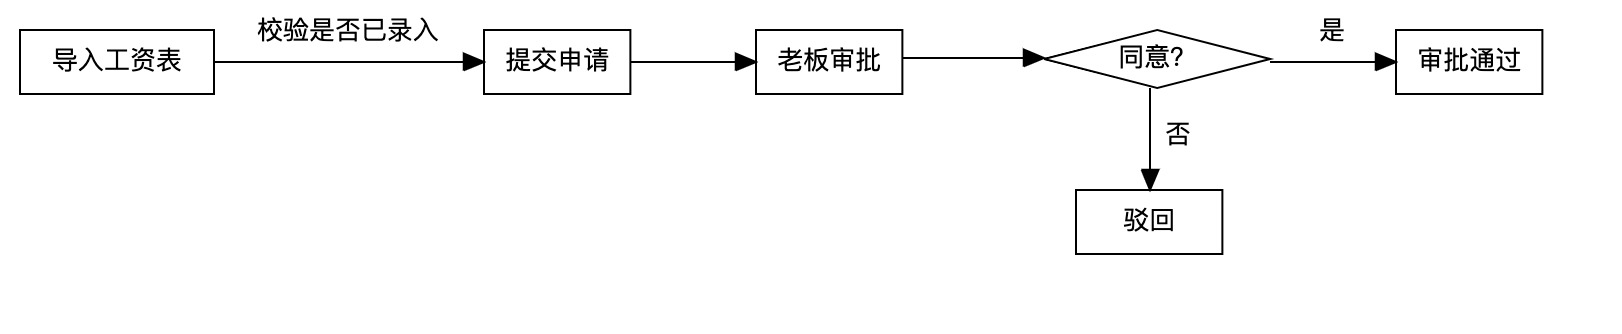 导入工资表
校验是否已录入
提交申请
老板审批
同意?
是
审批通过
否
驳回